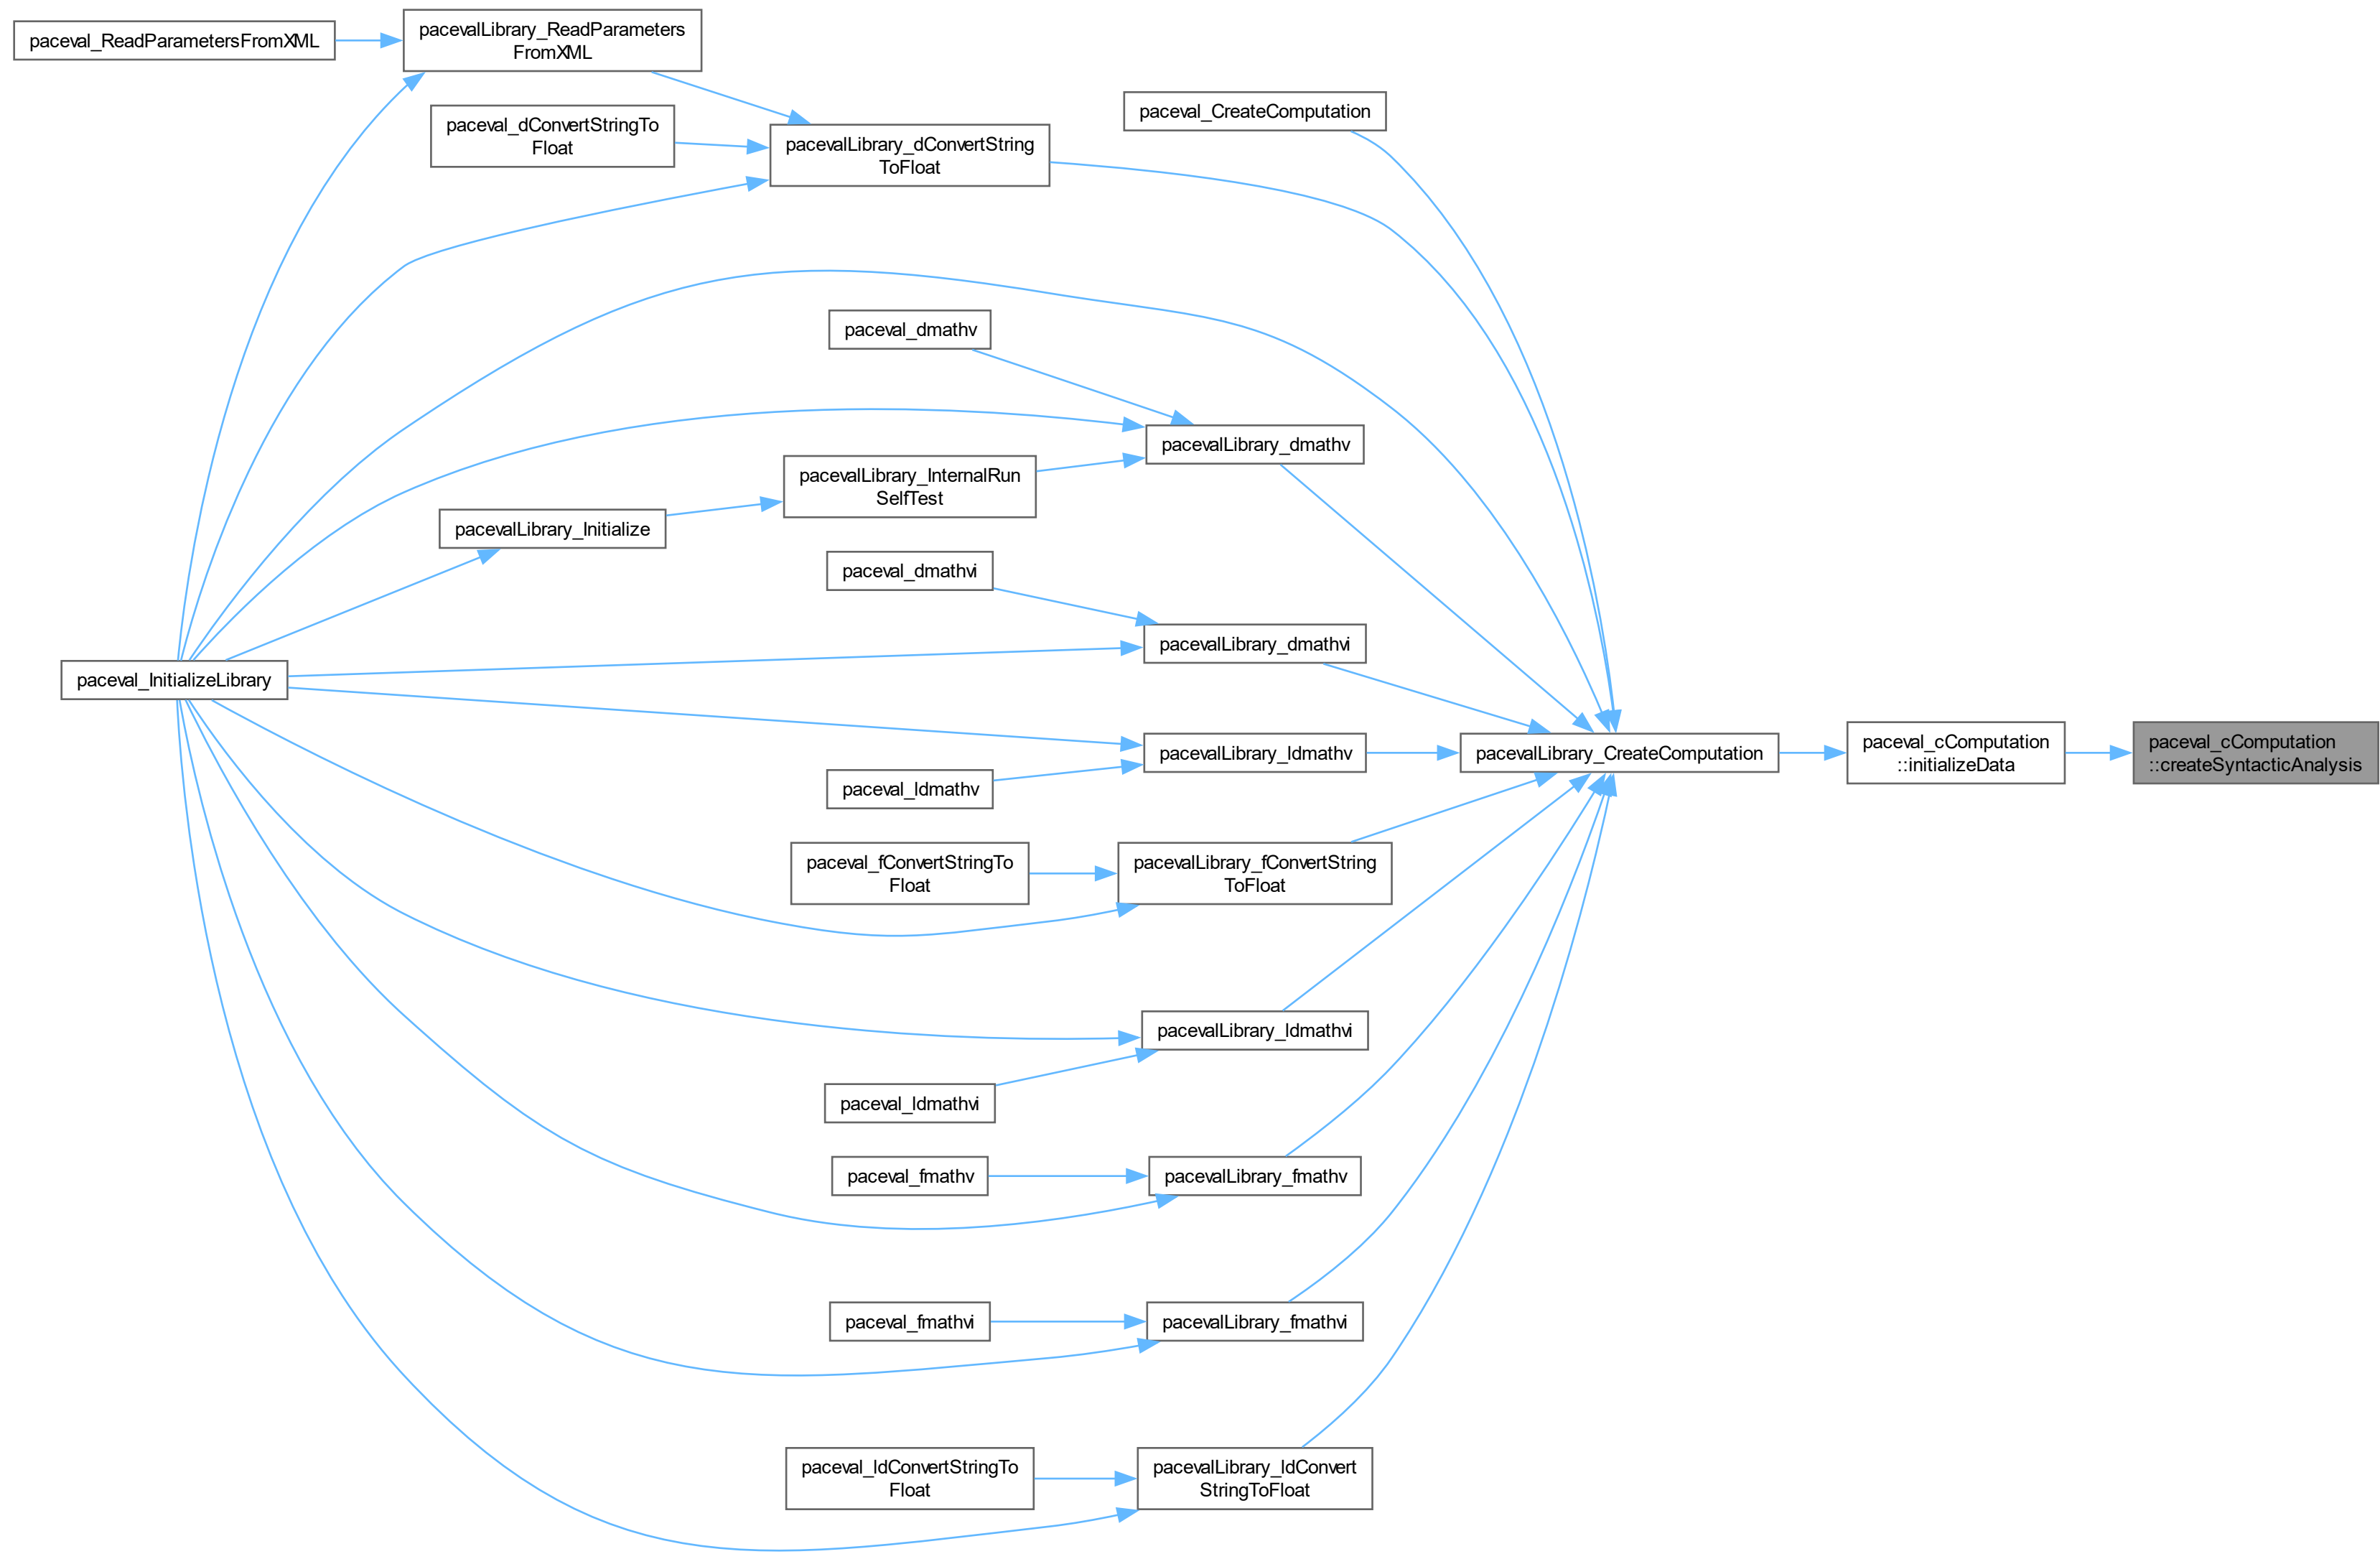 paceval_ReadParametersFromXML
pacevalLibrary_ReadParameters
FromXML
paceval_CreateComputation
paceval_dConvertStringTo
Float
pacevalLibrary_dConvertString
ToFloat
paceval_dmathv
pacevalLibrary_dmathv
pacevalLibrary_InternalRun
SelfTest
pacevalLibrary_Initialize
paceval_dmathvi
pacevalLibrary_dmathvi
paceval_InitializeLibrary
pacevalLibrary_ldmathv
pacevalLibrary_CreateComputation
paceval_cComputation
::initializeData
paceval_cComputation
::createSyntacticAnalysis
paceval_ldmathv
paceval_fConvertStringTo
Float
pacevalLibrary_fConvertString
ToFloat
pacevalLibrary_ldmathvi
paceval_ldmathvi
paceval_fmathv
pacevalLibrary_fmathv
paceval_fmathvi
pacevalLibrary_fmathvi
paceval_ldConvertStringTo
Float
pacevalLibrary_ldConvert
StringToFloat